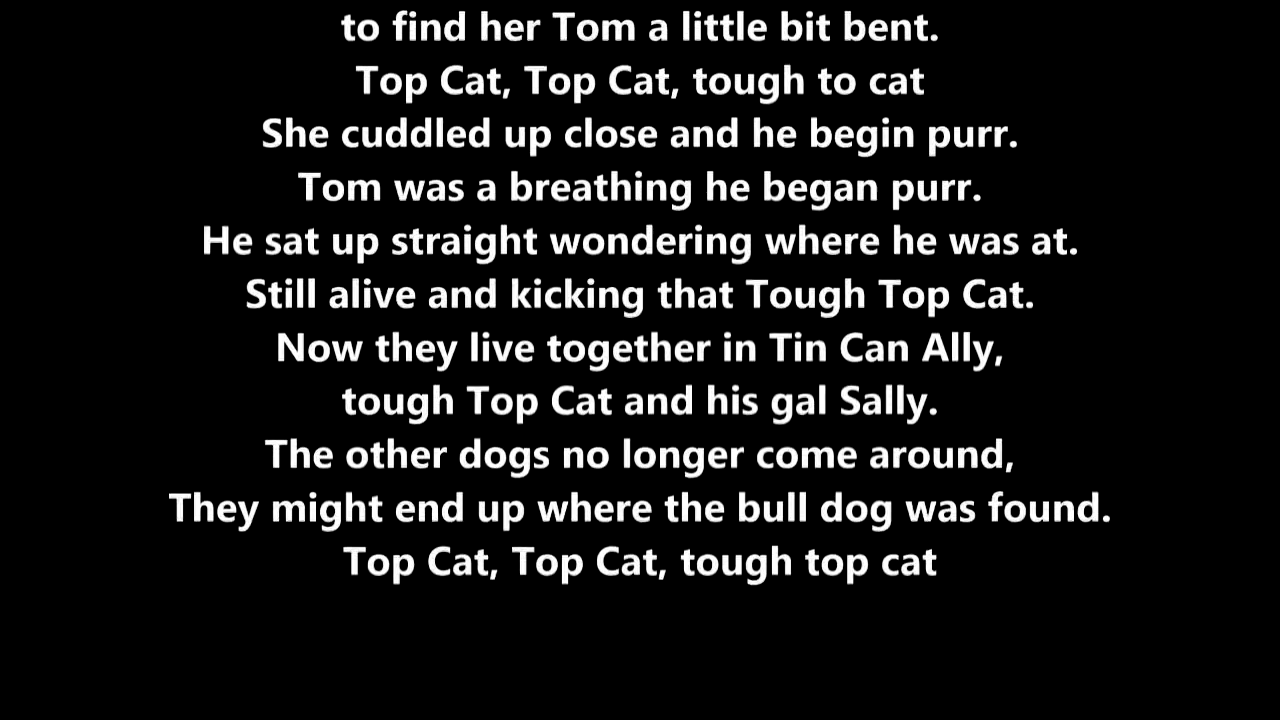 to find her Tom a little bit bent.
Top Cat, Top Cat, tough to cat
She cuddled up close and he begin purr.
Tom was a breathing he began purr.
He sat up straight wondering where he was at.
Still alive and kicking that Tough Top Cat.
Now they live together in Tin Can Ally,
tough Top Cat and his gal Sally.
The other dogs no longer come around,
They might end up where the bull dog was found.
Top Cat, Top Cat, tough top cat